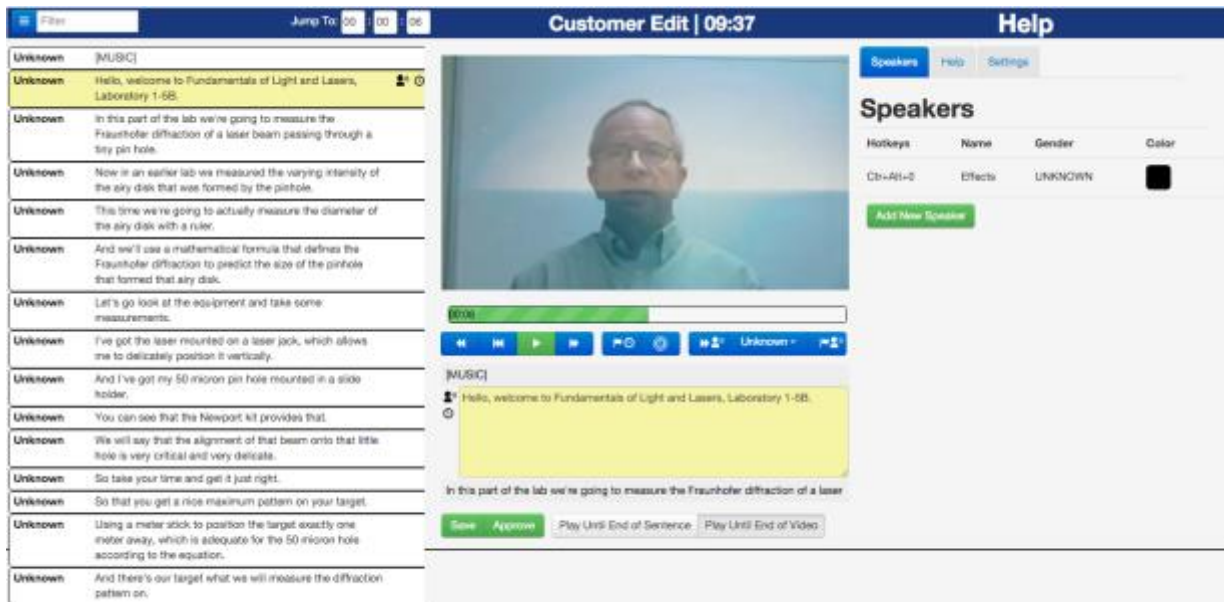 Filter
Jump To: 00 : 00 : 06
Customer Edit | 09:37
Help
Unknown [MUSIC]
Unknown Hello, welcome to Fundamentals of Light and Lasers,
Laboratory 1-5B.
Unknown In this part of the lab we're going to measure the
Fraunhofer diffraction of a laser beam passing through a
tiny pin hole.
Unknown Now in an earlier lab we measured the varying intensity of
the airy disk that was formed by the pinhole.
Unknown This time we're going to actually measure the diameter of
the airy disk with a ruler.
Unknown And we'll use a mathematical formula that defines the
Fraunhofer diffraction to predict the size of the pinhole
that formed that airy disk.
Unknown Let's go look at the equipment and take some
measurements.
Unknown I've got the laser mounted on a laser jack, which allows
me to delicately position it vertically.
Unknown And I've got my 50 micron pin hole mounted in a slide
holder.
Unknown You can see that the Newport kit provides that.
Unknown We will say that the alignment of that beam onto that little
hole is very critical and very delicate.
Unknown So take your time and get it just right.
Unknown So that you get a nice maximum pattern on your target.
Unknown Using a meter stick to position the target exactly one
meter away, which is adequate for the 50 micron hole
according to the equation.
Unknown And there's our target what we will measure the diffraction
pattern on.
00:06
Unknown
[MUSIC]
Hello, welcome to Fundamentals of Light and Lasers, Laboratory 1-5B.
In this part of the lab we're going to measure the Fraunhofer diffraction of a laser
Save Approve Play Until End of Sentence Play Until End of Video
Speakers Help Settings
Speakers
Hotkeys Name Gender Color
Ctr+Alt+0 Effects UNKNOWN
Add New Speaker